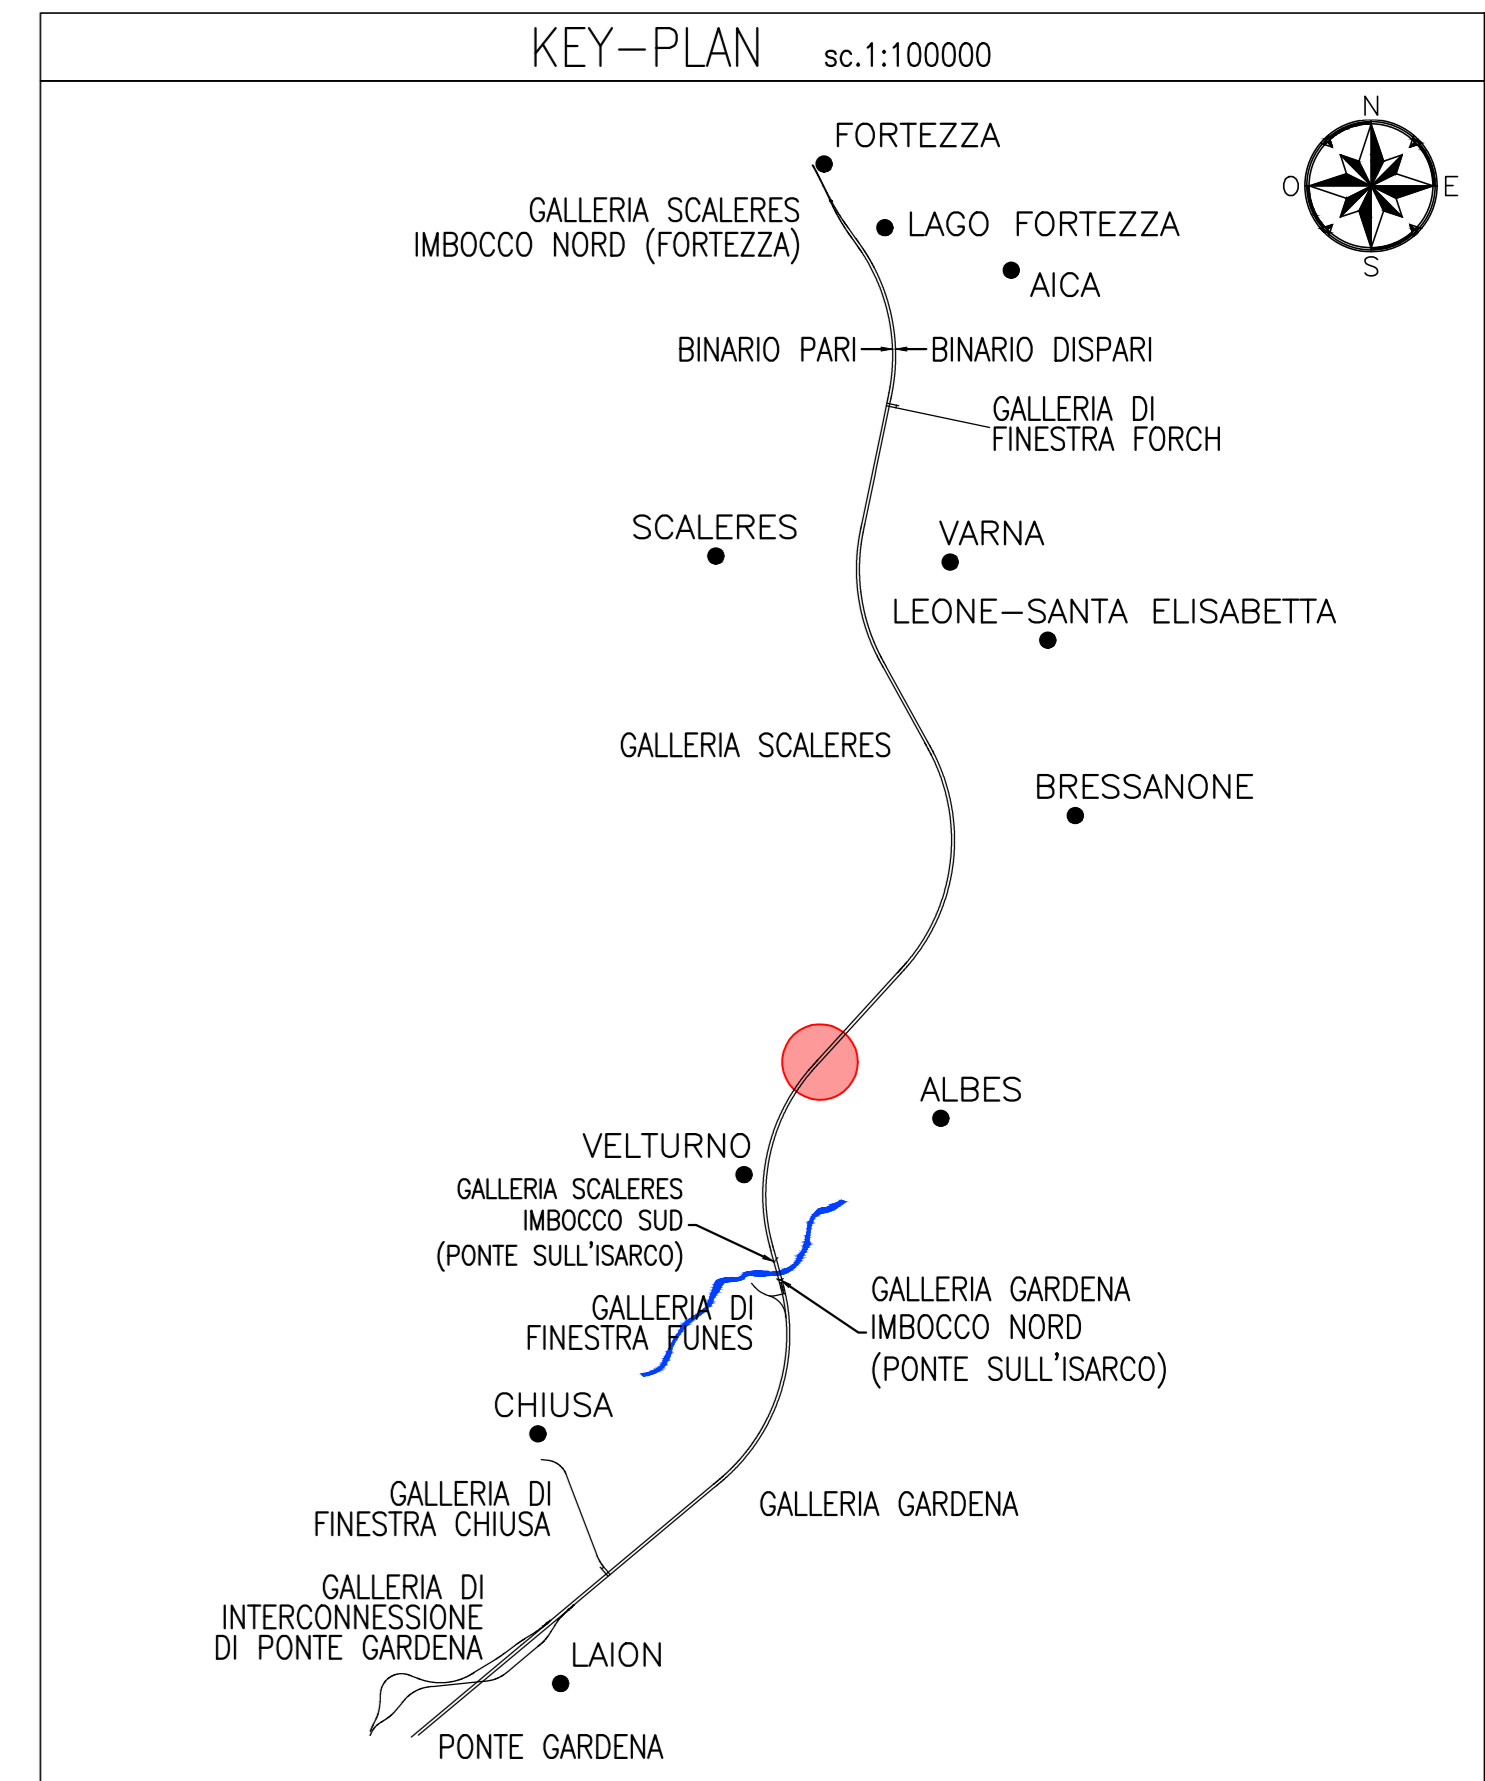 KEY-PLAN sc.1:100000
N
O
E
S
FORTEZZA
GALLERIA SCALERES
IMBOCCO NORD (FORTEZZA)
LAGO FORTEZZA
AICA
BINARIO PARI
BINARIO DISPARI
GALLERIA DI
FINESTRA FORCH
SCALERES
VARNA
LEONE-SANTA ELISABETTA
GALLERIA SCALERES
BRESSANONE
ALBES
VELTURNO
GALLERIA SCALERES
IMBOCCO SUD
(PONTE SULL'ISARCO)
GALLERIA DI
FINESTRA FUNES
GALLERIA GARDENA
IMBOCCO NORD
(PONTE SULL'ISARCO)
CHIUSA
GALLERIA DI
FINESTRA CHIUSA
GALLERIA GARDENA
GALLERIA DI
INTERCONNESSIONE
DI PONTE GARDENA
LAION
PONTE GARDENA